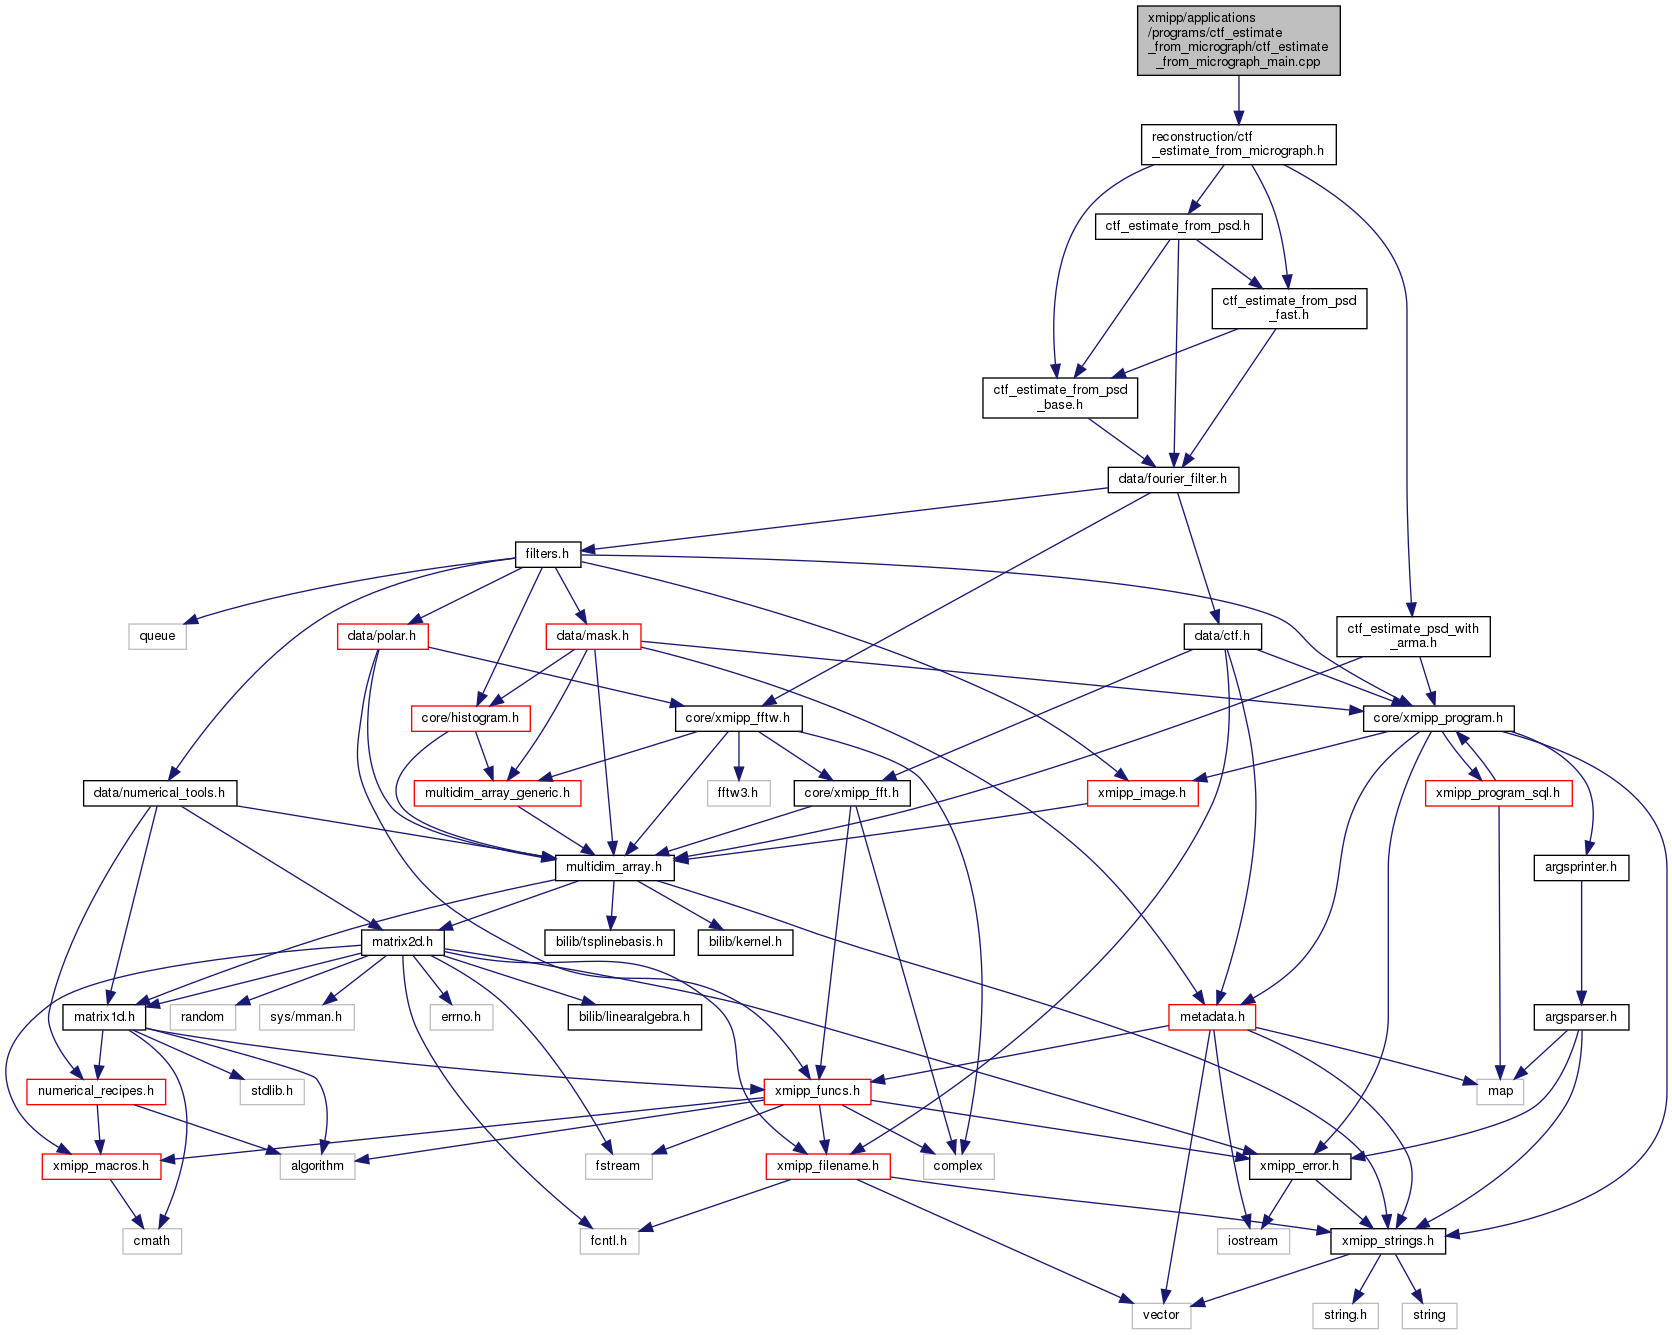 xmipp/applications
/programs/ctf_estimate
_from_micrograph/ctf_estimate
_from_micrograph_main.cpp
reconstruction/ctf
_estimate_from_micrograph.h
ctf_estimate_from_psd.h
ctf_estimate_from_psd
_fast.h
ctf_estimate_from_psd
_base.h
data/fourier_filter.h
filters.h
queue
data/polar.h
data/mask.h
data/ctf.h
ctf_estimate_psd_with
_arma.h
core/histogram.h
core/xmipp_fftw.h
core/xmipp_program.h
data/numerical_tools.h
multidim_array_generic.h
fftw3.h
core/xmipp_fft.h
xmipp_image.h
xmipp_program_sql.h
multidim_array.h
argsprinter.h
matrix2d.h
bilib/tsplinebasis.h
bilib/kernel.h
matrix1d.h
random
sys/mman.h
errno.h
bilib/linearalgebra.h
metadata.h
argsparser.h
numerical_recipes.h
stdlib.h
xmipp_funcs.h
map
xmipp_macros.h
algorithm
fstream
xmipp_filename.h
complex
xmipp_error.h
cmath
fcntl.h
iostream
xmipp_strings.h
vector
string.h
string